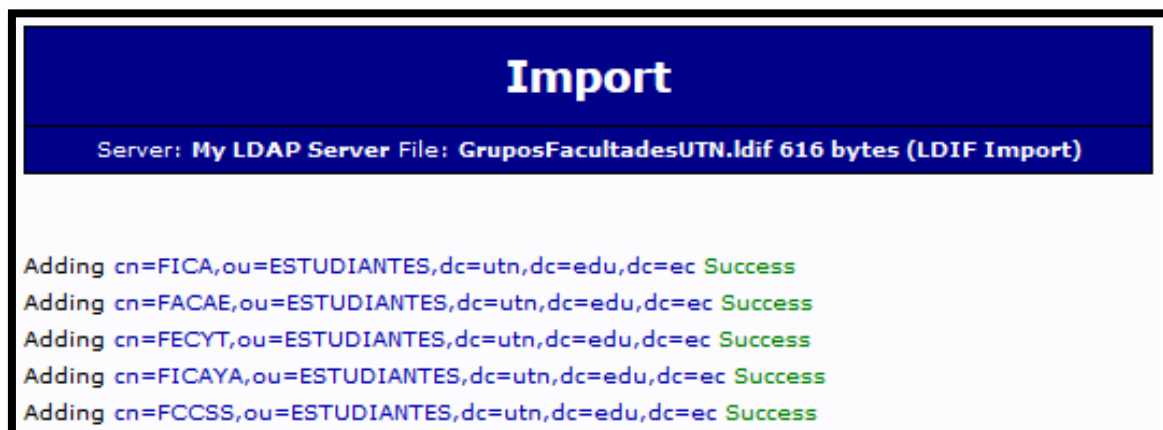 Import
Server: My LDAP Server File: GruposFacultadesUTN.ldif 616 bytes (LDIF Import)
Adding cn=FICA,ou=ESTUDIANTES,dc=utn,dc=edu,dc=ec Success
Adding cn=FACAE,ou=ESTUDIANTES,dc=utn,dc=edu,dc=ec Success
Adding cn=FECYT,ou=ESTUDIANTES,dc=utn,dc=edu,dc=ec Success
Adding cn=FICAYA,ou=ESTUDIANTES,dc=utn,dc=edu,dc=ec Success
Adding cn=FCCSS,ou=ESTUDIANTES,dc=utn,dc=edu,dc=ec Success